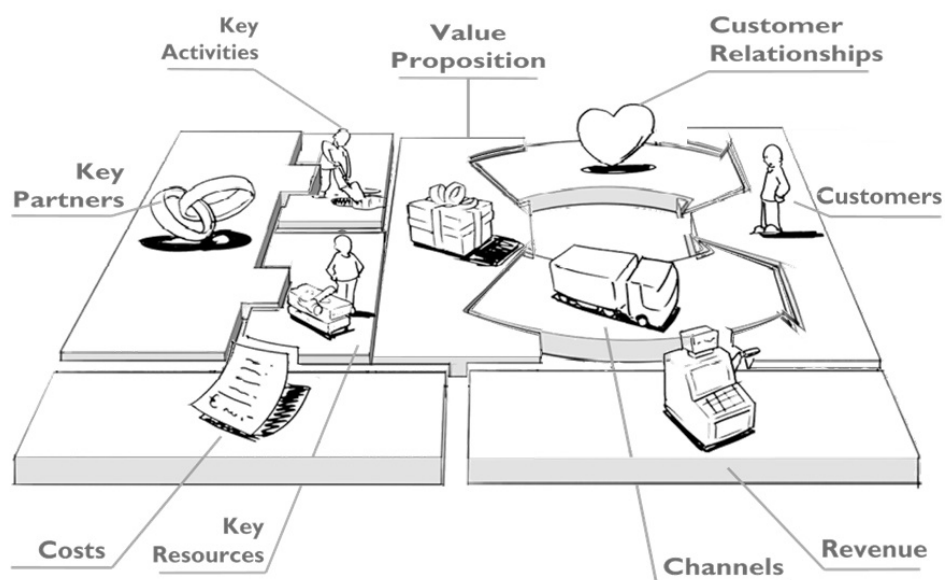 Key
Activities
Value
Proposition
Customer
Relationships
Key
Partners
Customers
Costs
Key
Resources
Channels
Revenue